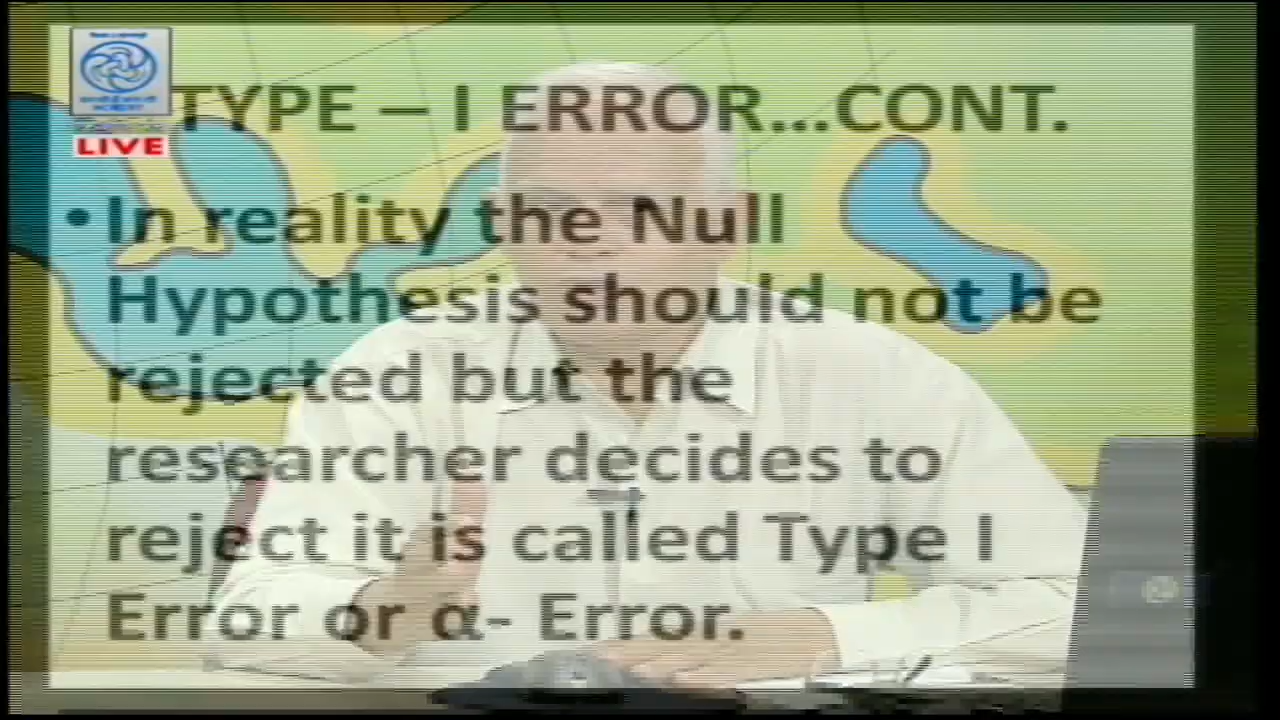 LIVE
TYPE – I ERROR...CONT.
• In reality the Null
Hypothesis should not be
rejected but the
researcher decides to
reject it is called Type I
Error or α- Error.